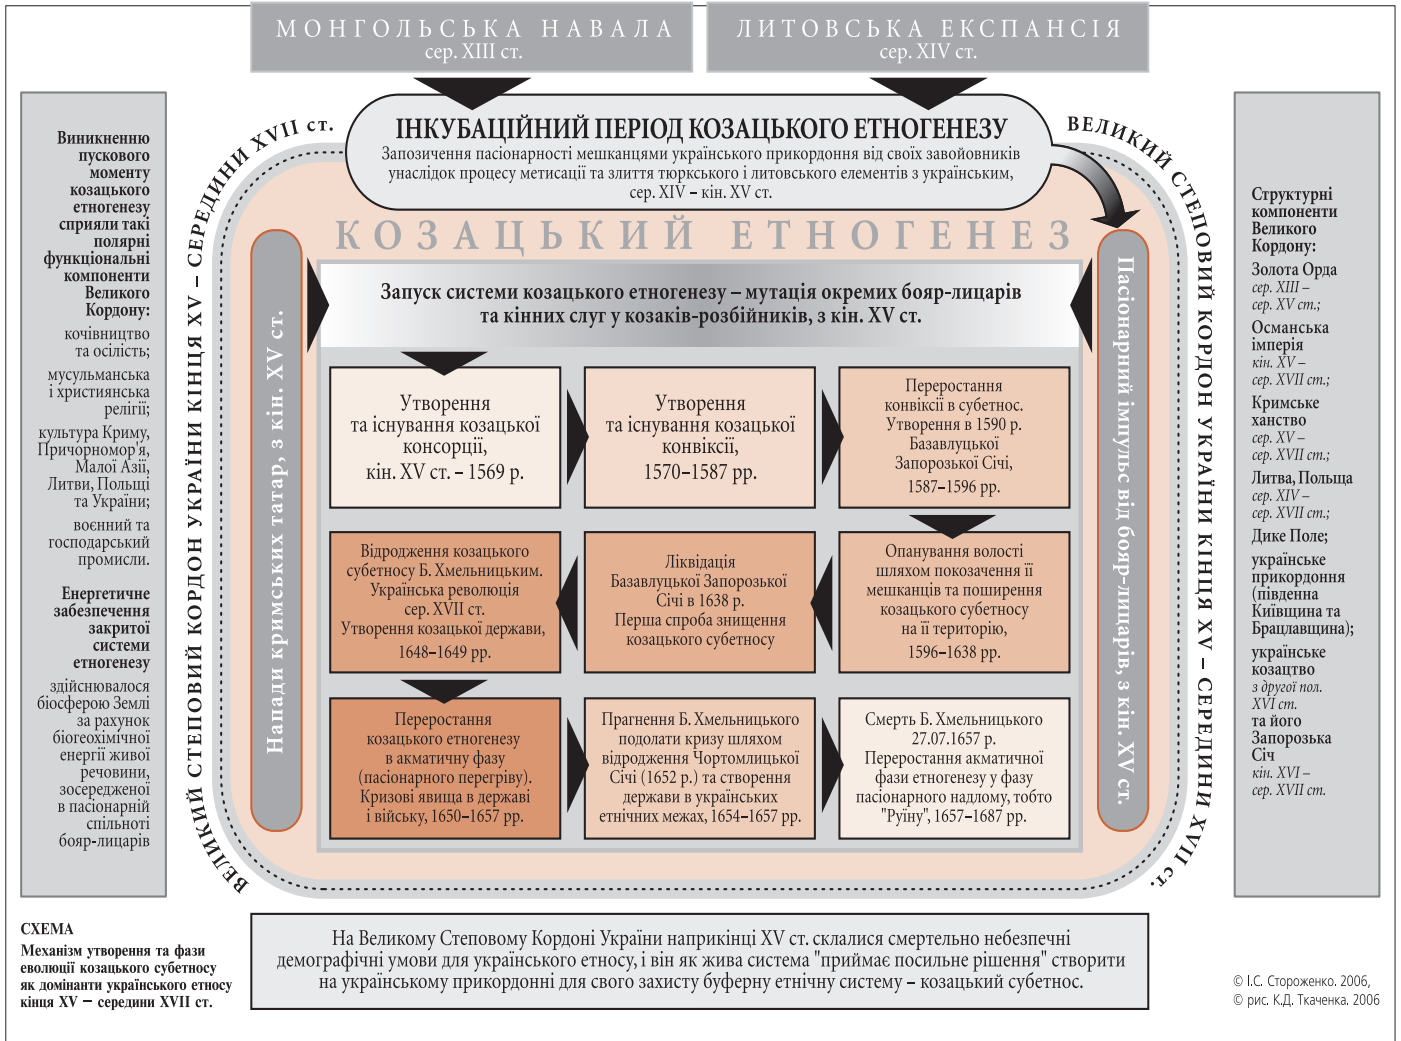 МОНГОЛЬСЬКА НАВАЛА
сер. XIII ст.
ЛИТОВСЬКА ЕКСПАНСІЯ
сер. XIV ст.
ІНКУБАЦІЙНИЙ ПЕРІОД КОЗАЦЬКОГО ЕТНОГЕНЕЗУ
Запозичення пасіонарності мешканцями українського прикордоння від своїх завойовників
унаслідок процесу метисації та злиття тюркського і литовського елементів з українським,
сер. XIV – кін. XV ст.
Виникненню
пускового
моменту
козацького
етногенезу
сприяли такі
полярні
функціональні
компоненти
Великого
Кордону:
кочівництво
та осілість;
мусульманська
і християнська
релігії;
культура Криму,
Причорномор'я,
Малої Азії,
Литви, Польщі
та України;
воєнний та
господарський
промисли.
Енергетичне
забезпечення
закритої
системи
етногенезу
здійснювалося
біосферою Землі
за рахунок
біогеохімічної
енергії живої
речовини,
зосередженої
в пасіонарній
спільноті
бояр-лицарів
ВЕЛИКИЙ СТЕПОВИЙ КОРДОН УКРАЇНИ КІНЦЯ XV – СЕРЕДИНИ XVII ст.
КОЗАЦЬКИЙ ЕТНОГЕНЕЗ
Напади кримських татар, з кін. XV ст.
Запуск системи козацького етногенезу – мутація окремих бояр-лицарів
та кінних слуг у козаків-розбійників, з кін. XV ст.
Утворення
та існування козацької
консорції,
кін. XV ст. – 1569 р.
Утворення
та існування козацької
конвіксії,
1570–1587 рр.
Переростання
конвіксії в субетнос.
Утворення в 1590 р.
Базавлуцької
Запорозької Січі,
1587–1596 рр.
Відродження козацького
субетносу Б. Хмельницьким.
Українська революція
сер. XVII ст.
Утворення козацької держави,
1648–1649 рр.
Ліквідація
Базавлуцької Запорозької
Січі в 1638 р.
Перша спроба знищення
козацького субетносу
Опанування волості
шляхом покозачення її
мешканців та поширення
козацького субетносу
на її територію,
1596–1638 рр.
Переростання
козацького етногенезу
в акматичну фазу
(пасіонарного перегріву).
Кризові явища в державі
і війську, 1650–1657 рр.
Прагнення Б. Хмельницького
подолати кризу шляхом
відродження Чортомлицької
Січі (1652 р.) та створення
держави в українських
етнічних межах, 1654–1657 рр.
Смерть Б. Хмельницького
27.07.1657 р.
Переростання акматичної
фази етногенезу у фазу
пасіонарного надлому, тобто
"Руїну", 1657–1687 рр.
Пасіонарний імпульс від бояр-лицарів, з кін. XV ст.
ВЕЛИКИЙ СТЕПОВИЙ КОРДОН УКРАЇНИ КІНЦЯ XV – СЕРЕДИНИ XVII ст.
Структурні
компоненти
Великого
Кордону:
Золота Орда
сер. XIII –
сер. XV ст.;
Османська
імперія
кін. XV –
сер. XVII ст.;
Кримське
ханство
сер. XV –
сер. XVII ст.;
Литва, Польща
сер. XIV –
сер. XVII ст.;
Дике Поле;
українське
прикордоння
(південна
Київщина та
Брацлавщина);
українське
козацтво
з другої пол.
XVI ст.
та його
Запорозька
Січ
кін. XVI –
сер. XVII ст.
СХЕМА
Механізм утворення та фази
еволюції козацького субетносу
як домінанти українського етносу
кінця XV – середини XVII ст.
На Великому Степовому Кордоні України наприкінці XV ст. склалися смертельно небезпечні
демографічні умови для українського етносу, і він як жива система "приймає посильне рішення" створити
на українському прикордонні для свого захисту буферну етнічну систему – козацький субетнос.
© І.С. Стороженко. 2006,
© рис. К.Д. Ткаченка. 2006